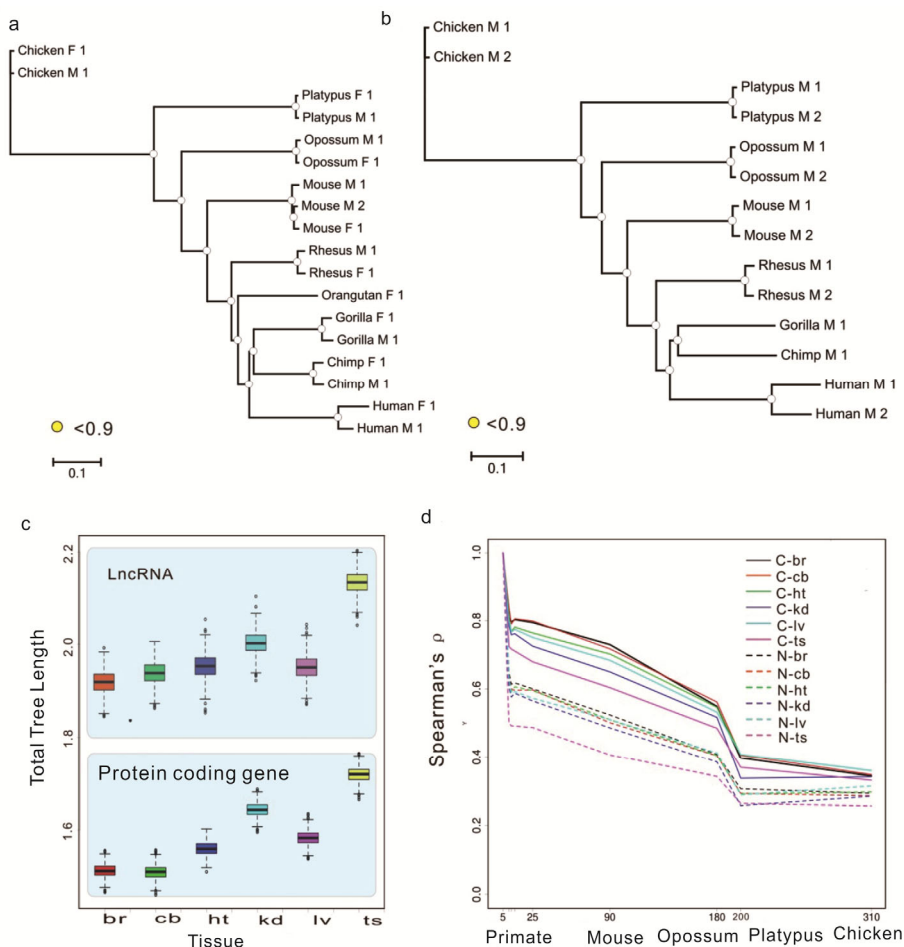 a
Chicken F 1
Chicken M 1
Platypus F 1
Platypus M 1
Opossum M 1
Opossum F 1
Mouse M 1
Mouse M 2
Mouse F 1
Rhesus M 1
Rhesus F 1
Orangutan F 1
Gorilla F 1
Gorilla M 1
Chimp F 1
Chimp M 1
Human F 1
Human M 1
<0.9
0.1
b
Chicken M 1
Chicken M 2
Platypus M 1
Platypus M 2
Opossum M 1
Opossum M 2
Mouse M 1
Mouse M 2
Rhesus M 1
Rhesus M 2
Gorilla M 1
Chimp M 1
Human M 1
Human M 2
<0.9
0.1
c
Total Tree Length
2.2
2.0
1.8
1.6
LncRNA
Protein coding gene
br cb ht kd lv ts
Tissue
d
Spearman's ρ
1.0
0.8
0.6
0.4
0.2
0.0
C-br
C-cb
C-ht
C-kd
C-lv
C-ts
N-br
N-cb
N-ht
N-kd
N-lv
N-ts
5 25 90 180 200 310
Primate Mouse Opossum Platypus Chicken